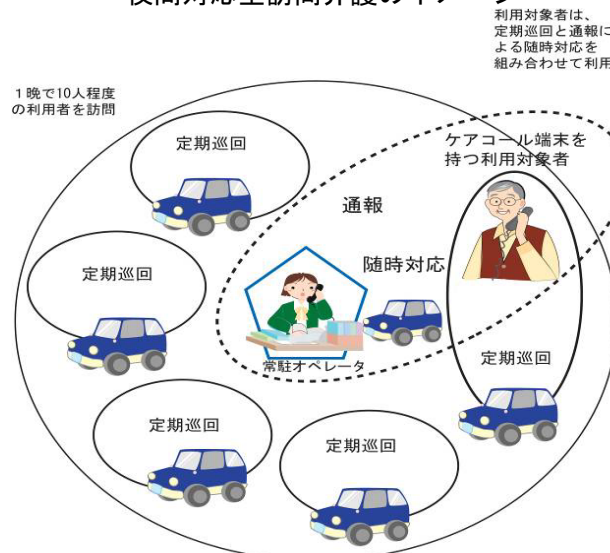 夜間対応型訪問介護のイメージ
利用対象者は、
定期巡回と通報に
よる随時対応を
組み合わせて利用
1晩で10人程度
の利用者を訪問
定期巡回
ケアコール端末を
持つ利用対象者
通報
定期巡回
随時対応
常駐オペレータ
定期巡回
定期巡回
定期巡回